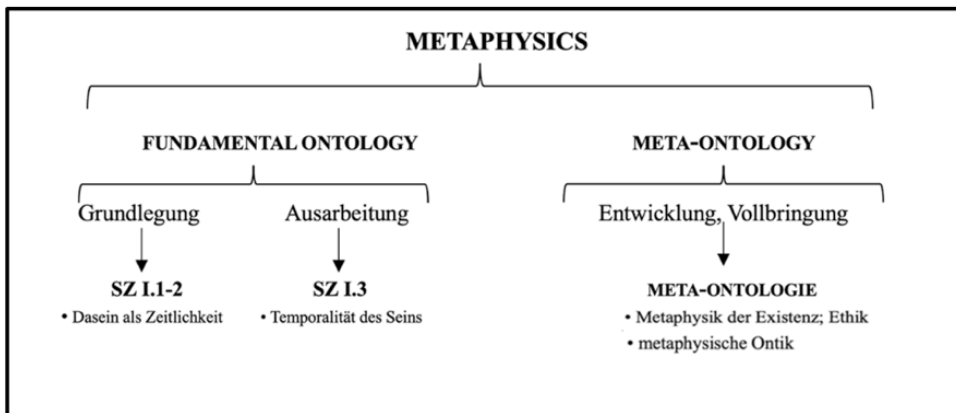 METAPHYSICS
FUNDAMENTAL ONTOLOGY
META-ONTOLOGY
Grundlegung
Ausarbeitung
Entwicklung, Vollbringung
SZ I.1-2
SZ I.3
META-ONTOLOGIE
• Dasein als Zeitlichkeit
• Temporalität des Seins
• Metaphysik der Existenz; Ethik
• metaphysische Ontik